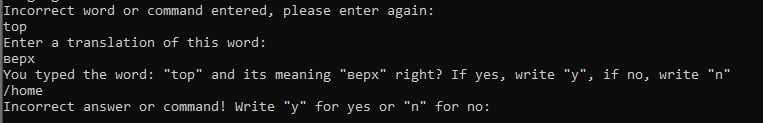 Incorrect word or command entered, please enter again:
top
Enter a translation of this word:
верх
You typed the word: "top" and its meaning "верх" right? If yes, write "y", if no, write "n"
/home
Incorrect answer or command! Write "y" for yes or "n" for no: